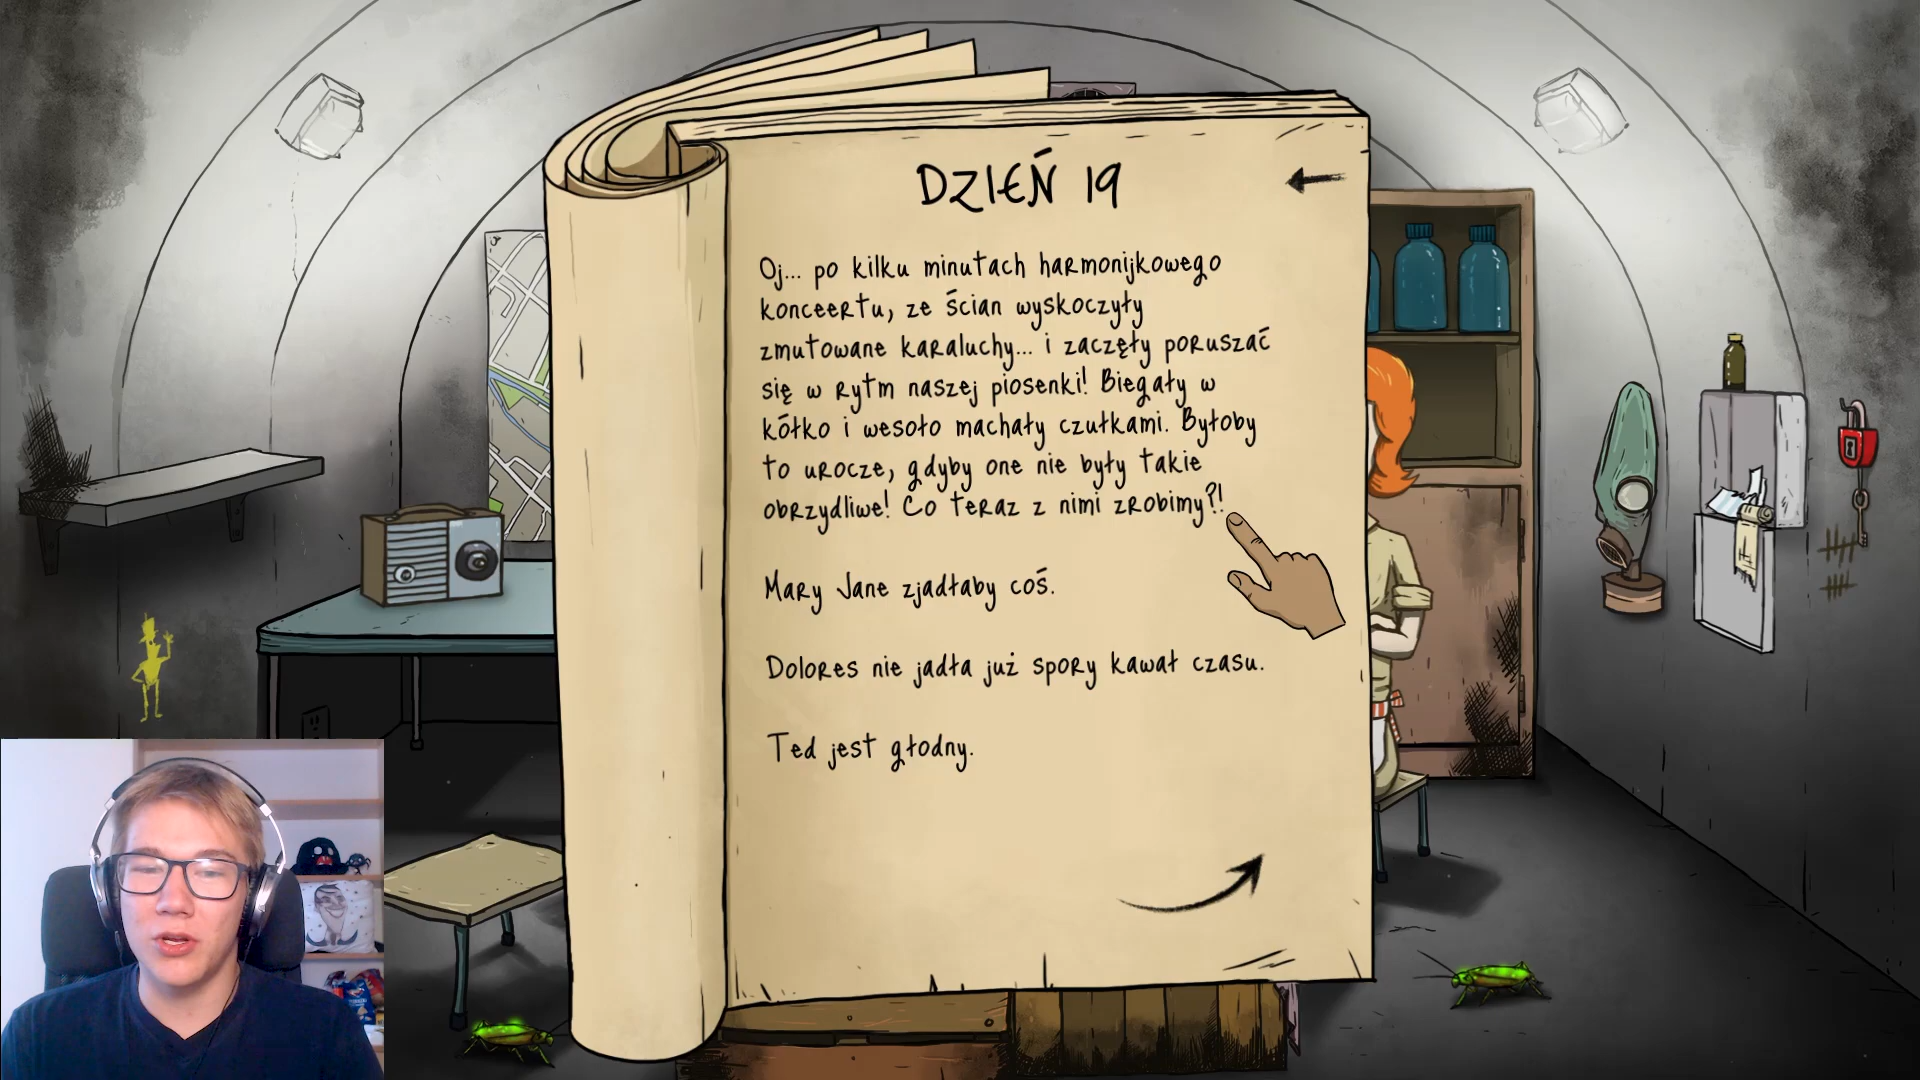 DZIEŃ 19
Oj... po kilku minutach harmonijkowego
konceertu, ze ścian wyskoczyły
zmutowane karaluchy... i zaczęły poruszać
się w rytm naszej piosenki! Biegały w
kółko i wesoło machały czułkami. Byłoby
to urocze, gdyby one nie były takie
obrzydliwe! Co teraz z nimi zrobimy?!
Mary Jane zjadłaby coś.
Dolores nie jadła już spory kawał czasu.
Ted jest głodny.